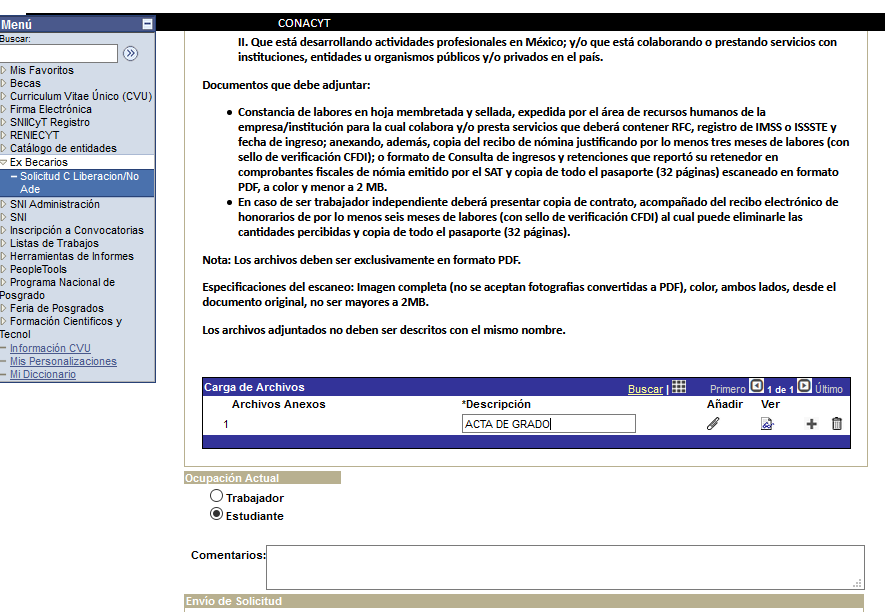 Menú
CONACYT
Buscar:
Mis Favoritos
Becas
Curriculum Vitae Único (CVU)
Firma Electrónica
SNIICyT Registro
RENIECYT
Catálogo de entidades
Ex Becarios
Solicitud C Liberacion/No
Ade
SNI Administración
SNI
Inscripción a Convocatorias
Listas de Trabajos
Herramientas de Informes
PeopleTools
Programa Nacional de
Posgrado
Feria de Posgrados
Formación Cientificos y
Tecnol
Información CVU
Mis Personalizaciones
Mi Diccionario
II. Que está desarrollando actividades profesionales en México; y/o que está colaborando o prestando servicios con
instituciones, entidades u organismos públicos y/o privados en el país.
Documentos que debe adjuntar:
Constancia de labores en hoja membretada y sellada, expedida por el área de recursos humanos de la
empresa/institución para la cual colabora y/o presta servicios que deberá contener RFC, registro de IMSS o ISSSTE y
fecha de ingreso; anexando, además, copia del recibo de nómina justificando por lo menos tres meses de labores (con
sello de verificación CFDI); o formato de Consulta de ingresos y retenciones que reportó su retenedor en
comprobantes fiscales de nómia emitido por el SAT y copia de todo el pasaporte (32 páginas) escaneado en formato
PDF, a color y menor a 2 MB.
En caso de ser trabajador independiente deberá presentar copia de contrato, acompañado del recibo electrónico de
honorarios de por lo menos seis meses de labores (con sello de verificación CFDI) al cual puede eliminarle las
cantidades percibidas y copia de todo el pasaporte (32 páginas).
Nota: Los archivos deben ser exclusivamente en formato PDF.
Especificaciones del escaneo: Imagen completa (no se aceptan fotografias convertidas a PDF), color, ambos lados, desde el
documento original, no ser mayores a 2MB.
Los archivos adjuntados no deben ser descritos con el mismo nombre.
Carga de Archivos Buscar | Primero 1 de 1 Último
Archivos Anexos *Descripción Añadir Ver
1 ACTA DE GRADO
Ocupación Actual
Trabajador
Estudiante
Comentarios:
Envio de Solicitud